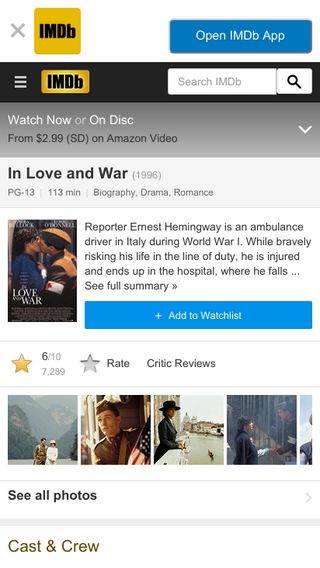 IMDb
Open IMDb App
IMDb
Search IMDb
Watch Now or On Disc
From $2.99 (SD) on Amazon Video
In Love and War (1996)
PG-13 | 113 min | Biography, Drama, Romance
Reporter Ernest Hemingway is an ambulance
driver in Italy during World War I. While bravely
risking his life in the line of duty, he is injured
and ends up in the hospital, where he falls ...
See full summary »
IN LOVE
AND WAR
+ Add to Watchlist
6/10
7,289
Rate
Critic Reviews
See all photos
Cast & Crew